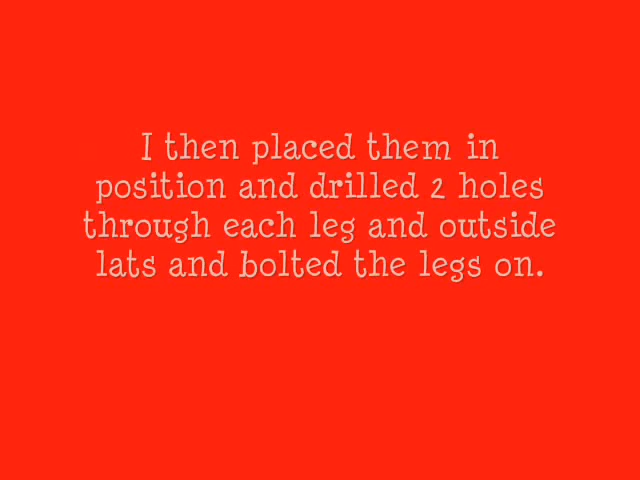 I then placed them in
position and drilled 2 holes
through each leg and outside
lats and bolted the legs on.